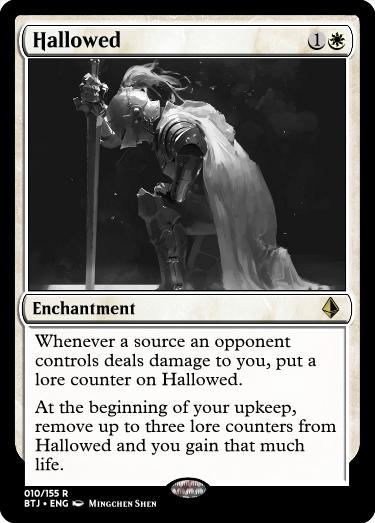 Hallowed 1
Enchantment
Whenever a source an opponent
controls deals damage to you, put a
lore counter on Hallowed.
At the beginning of your upkeep,
remove up to three lore counters from
Hallowed and you gain that much
life.
010/155 R
BTJ • ENG Mingchen Shen